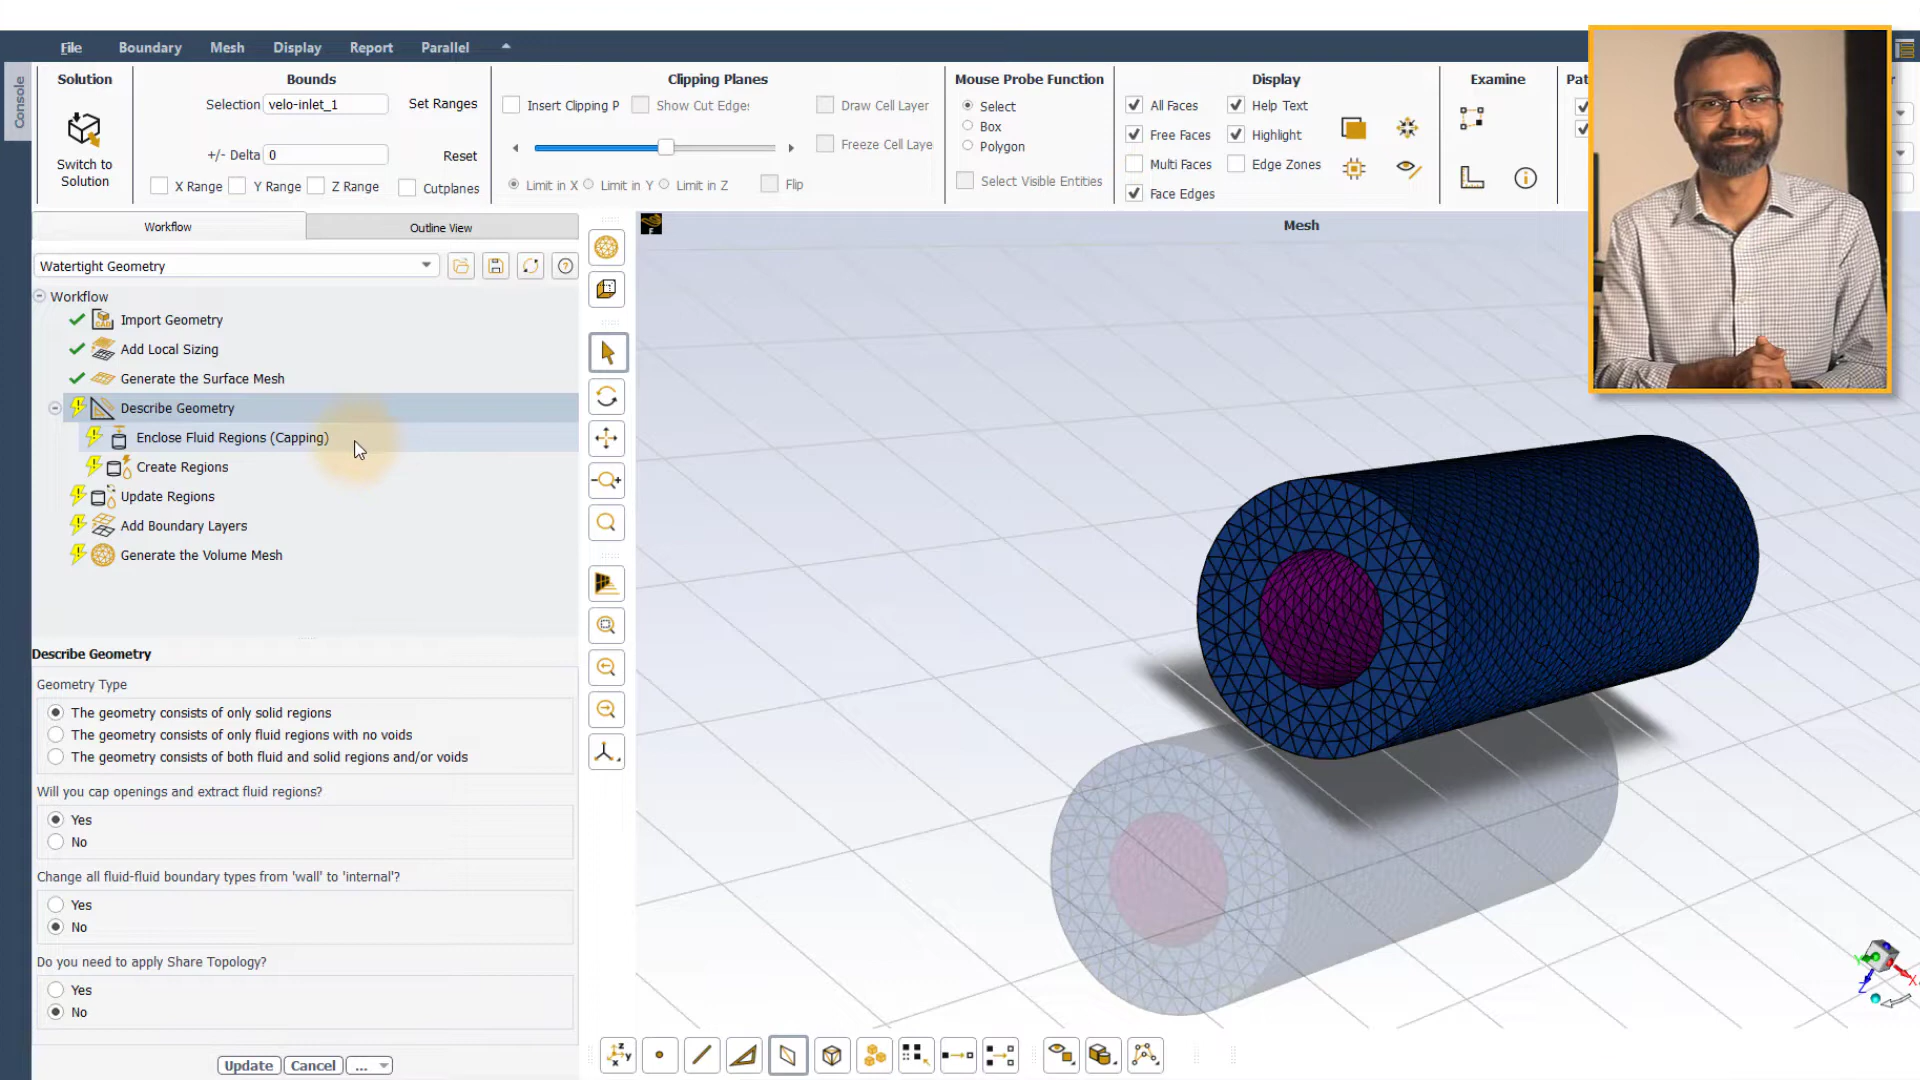 File Boundary Mesh Display Report Parallel
Console
Solution
Switch to
Solution
Bounds
Selection velo-inlet_1 Set Ranges
+/- Delta 0 Reset
X Range Y Range Z Range Cutplanes
Clipping Planes
Insert Clipping P Show Cut Edges Draw Cell Layer
Freeze Cell Laye
Limit in X Limit in Y Limit in Z Flip
Mouse Probe Function
Select
Box
Polygon
Select Visible Entities
Display
All Faces Help Text
Free Faces Highlight
Multi Faces Edge Zones
Face Edges
Examine
Pat
Workflow Outline View
Watertight Geometry
Workflow
Import Geometry
Add Local Sizing
Generate the Surface Mesh
Describe Geometry
Enclose Fluid Regions (Capping)
Create Regions
Update Regions
Add Boundary Layers
Generate the Volume Mesh
Describe Geometry
Geometry Type
The geometry consists of only solid regions
The geometry consists of only fluid regions with no voids
The geometry consists of both fluid and solid regions and/or voids
Will you cap openings and extract fluid regions?
Yes
No
Change all fluid-fluid boundary types from 'wall' to 'internal'?
Yes
No
Do you need to apply Share Topology?
Yes
No
Update Cancel ...
Mesh
Y
X
Z